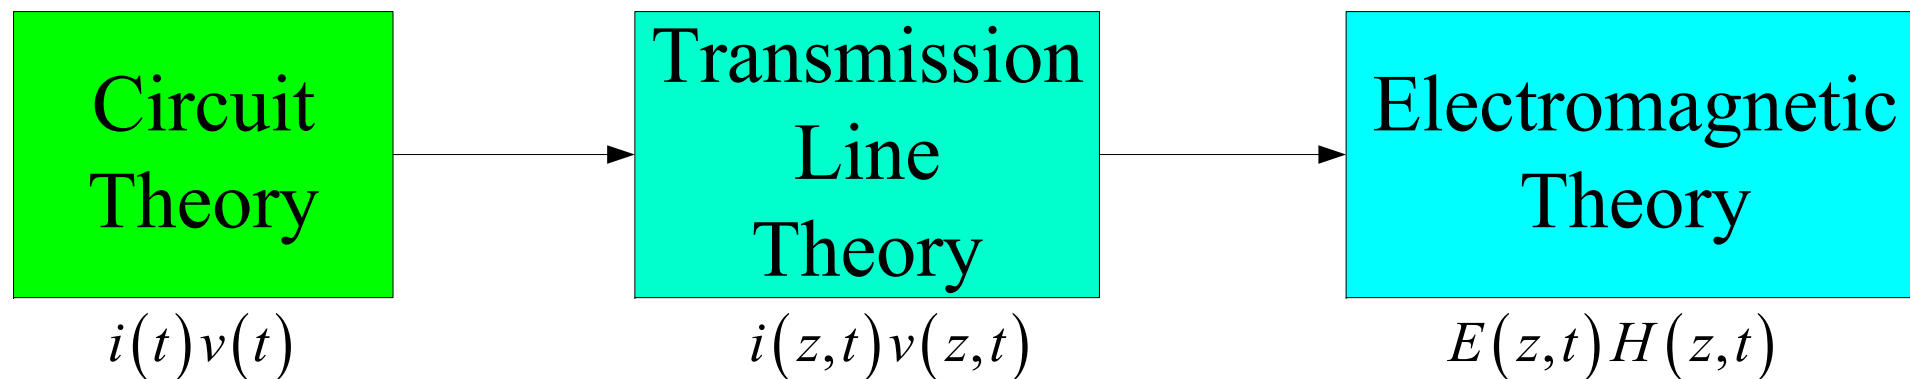 Circuit
Theory
i(t)v(t)
Transmission
Line
Theory
i(z,t)v(z,t)
Electromagnetic
Theory
E(z,t)H(z,t)